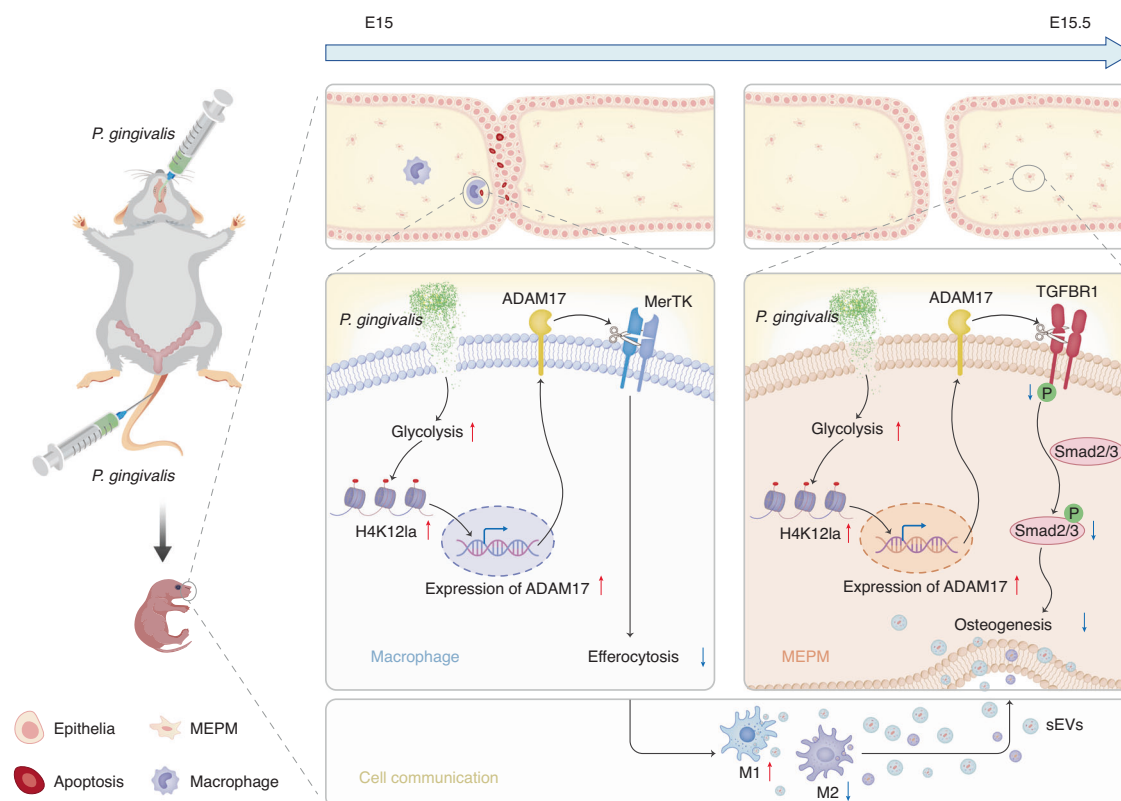 E15
E15.5
P. gingivalis
P. gingivalis
P. gingivalis
ADAM17
MerTK
Glycolysis
H4K12la
Expression of ADAM17
Macrophage
Efferocytosis
P. gingivalis
ADAM17
TGFBR1
P
Glycolysis
Smad2/3
H4K12la
P
Smad2/3
Expression of ADAM17
Osteogenesis
MEPM
Epithelia
MEPM
Apoptosis
Macrophage
Cell communication
M1
M2
sEVs